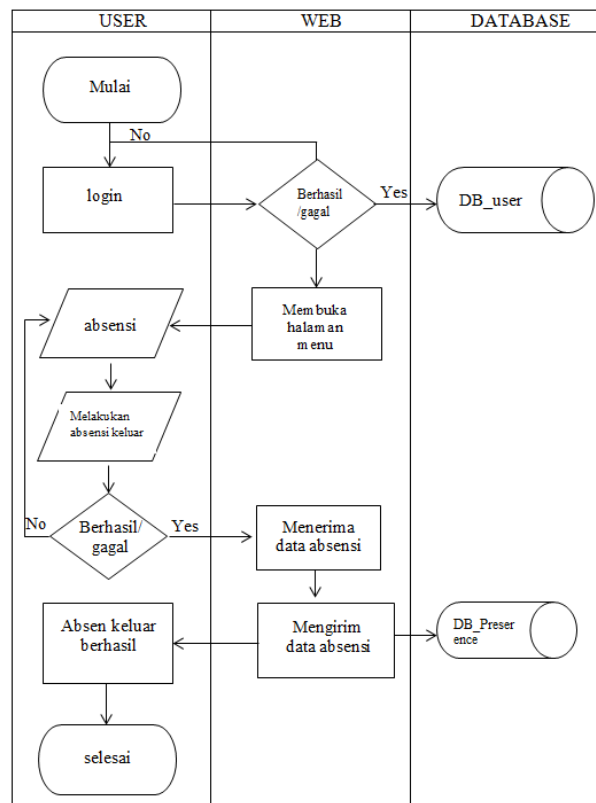 USER
WEB
DATABASE
Mulai
No
login
Berhasil
/gagal
Yes
DB_user
Membuka
halaman
menu
absensi
Melakukan
absensi keluar
No
Berhasil/
gagal
Yes
Menerima
data absensi
Absen keluar
berhasil
Mengirim
data absensi
DB_Preser
ence
selesai